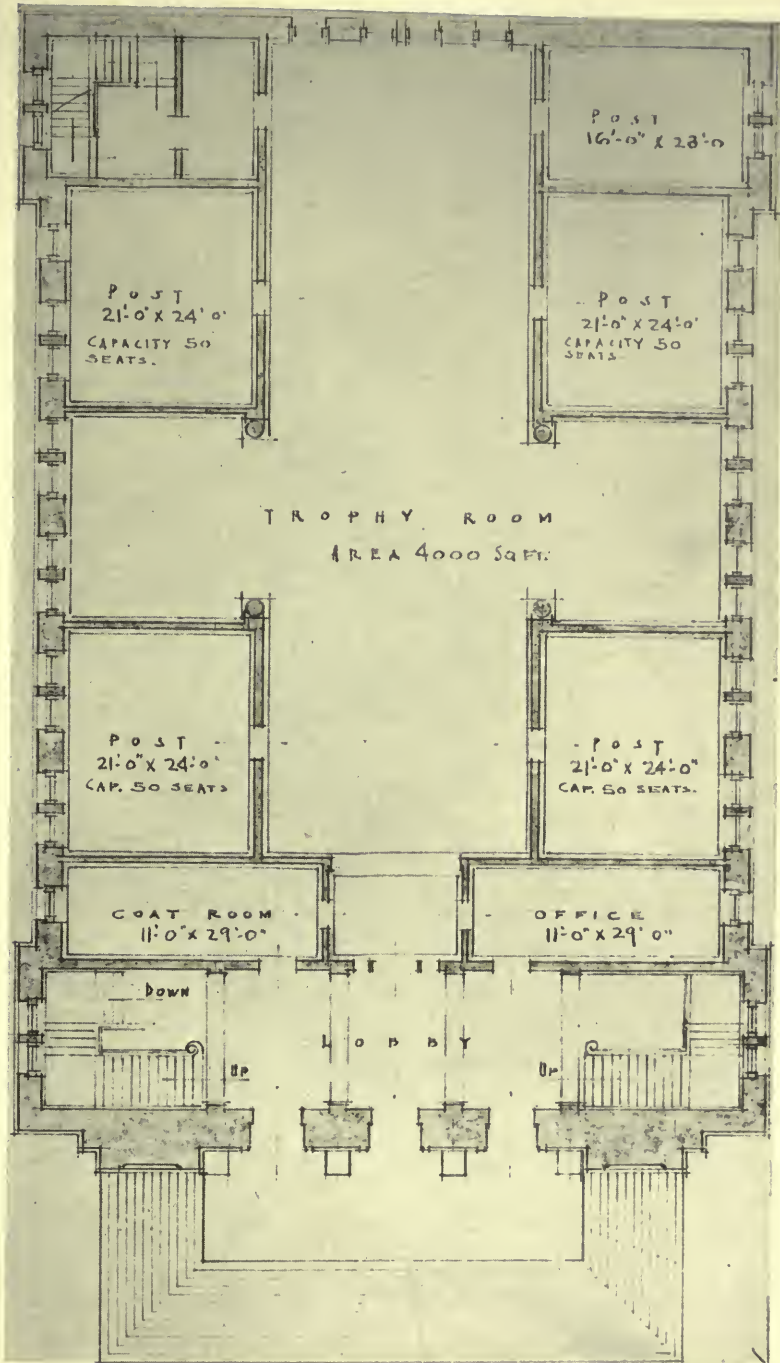 POST
16'-0" X 23'-0
POST
21'-0" X 24'0"
CAPACITY 50
SEATS.
POST
21'-0" X 24'-0"
CAPACITY 50
SEATS.
TROPHY ROOM
AREA 4000 SQ FT.
POST
21'-0" X 24'-0"
CAP. 50 SEATS
POST
21'-0" X 24'-0"
CAP. 50 SEATS.
COAT ROOM
11'-0" X 29'-0"
OFFICE
11'-0" X 29'0"
DOWN
LOBBY
UP
UP